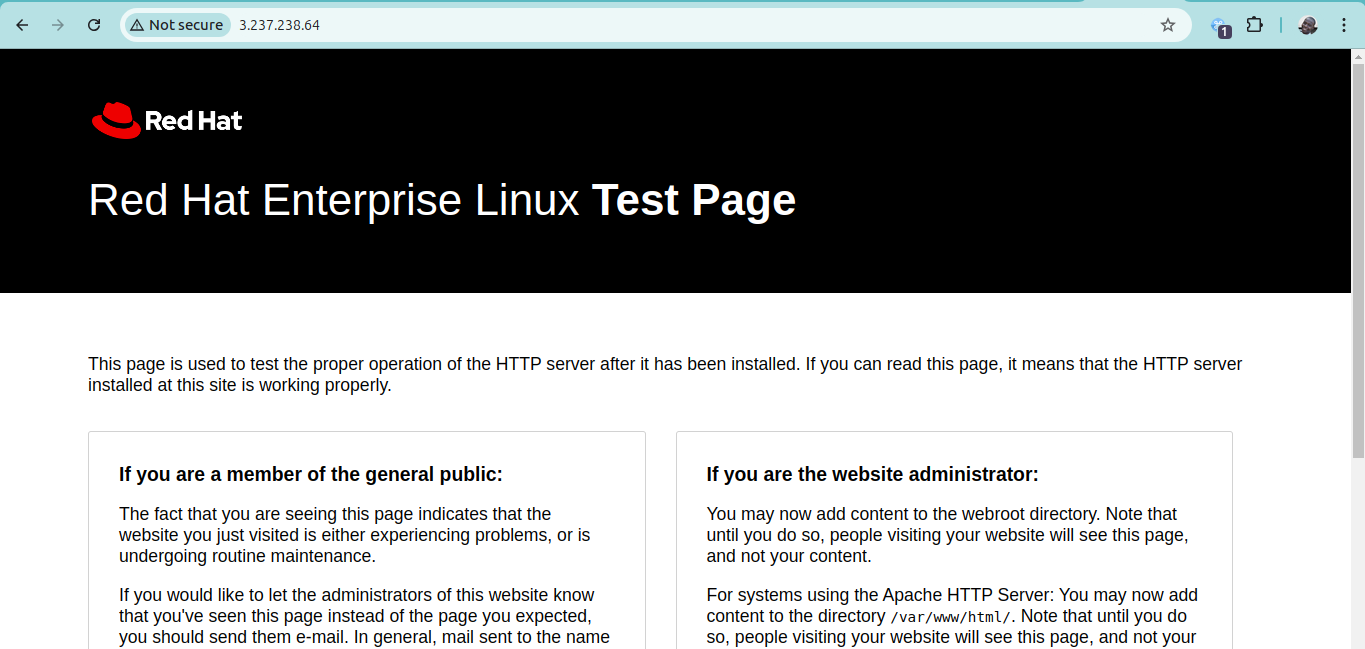 Not secure 3.237.238.64
1
Red Hat
Red Hat Enterprise Linux Test Page
This page is used to test the proper operation of the HTTP server after it has been installed. If you can read this page, it means that the HTTP server
installed at this site is working properly.
If you are a member of the general public:
The fact that you are seeing this page indicates that the
website you just visited is either experiencing problems, or is
undergoing routine maintenance.
If you would like to let the administrators of this website know
that you've seen this page instead of the page you expected,
you should send them e-mail. In general, mail sent to the name
If you are the website administrator:
You may now add content to the webroot directory. Note that
until you do so, people visiting your website will see this page,
and not your content.
For systems using the Apache HTTP Server: You may now add
content to the directory /var/www/html/. Note that until you do
so, people visiting your website will see this page, and not your